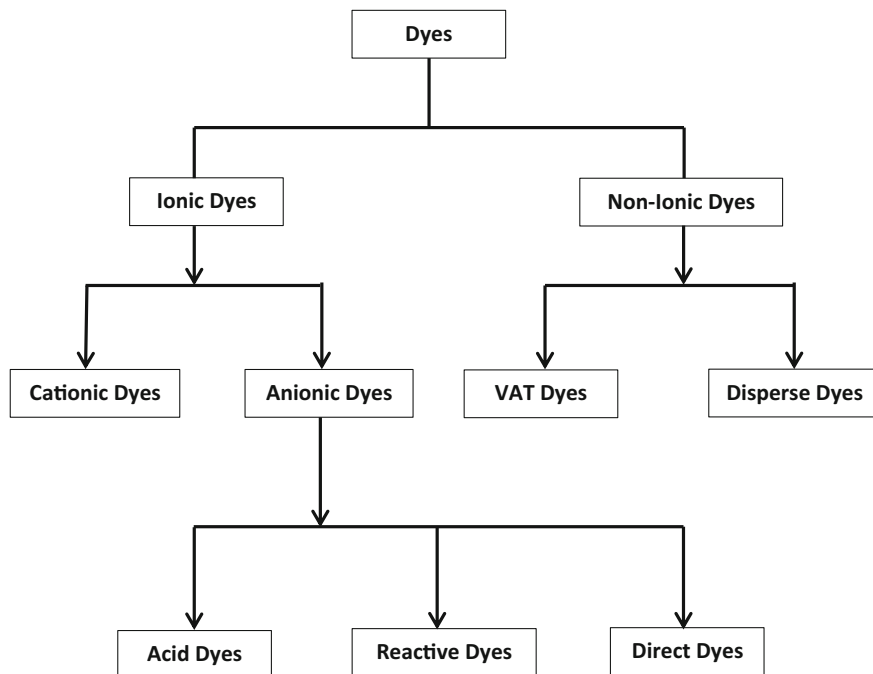 Dyes
Ionic Dyes
Non-Ionic Dyes
Cationic Dyes
Anionic Dyes
VAT Dyes
Disperse Dyes
Acid Dyes
Reactive Dyes
Direct Dyes